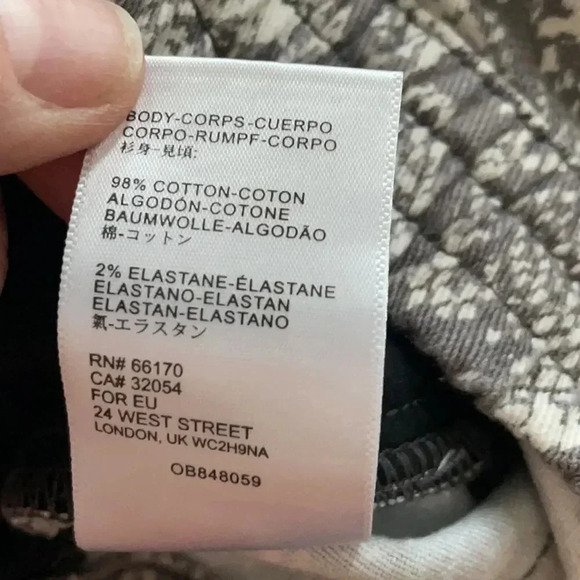 BODY-CORPS-CUERPO
CORPO-RUMPF-CORPO
衫身-見頃:
98% COTTON-COTON
ALGODÓN-COTONE
BAUMWOLLE-ALGODÃO
棉-コットン
2% ELASTANE-ÉLASTANE
ELASTANO-ELASTAN
ELASTAN-ELASTANO
氨-エラスタン
RN# 66170
CA# 32054
FOR EU
24 WEST STREET
LONDON, UK WC2H9NA
OB848059